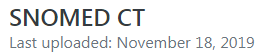 SNOMED CT
Last uploaded: November 18, 2019